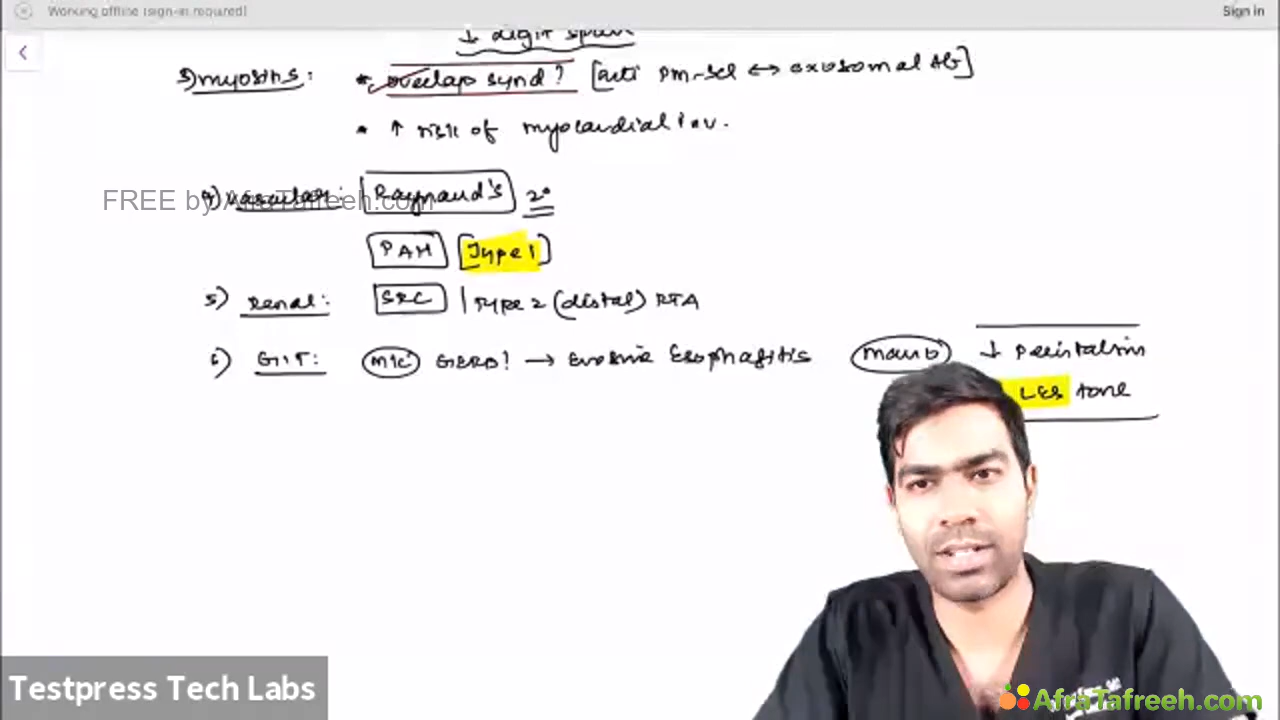 Working offline (sign-in required) Sign in
↓ digit span
3) myositis: * overlap synd? [anti PM-Scl ↔ exosomal Ab]
* ↑ risk of myocardial inv.
FREE by AfraTafreeh.com
4) vascular: Raynaud's 2°
PAH [Type 1]
5) Renal: SRC | Type 2 (distal) RTA
6) GIT: M/C GERD! → Erosive Esophagitis mano ↓ Peristalsis
LES tone
Testpress Tech Labs
AfraTafreeh.com